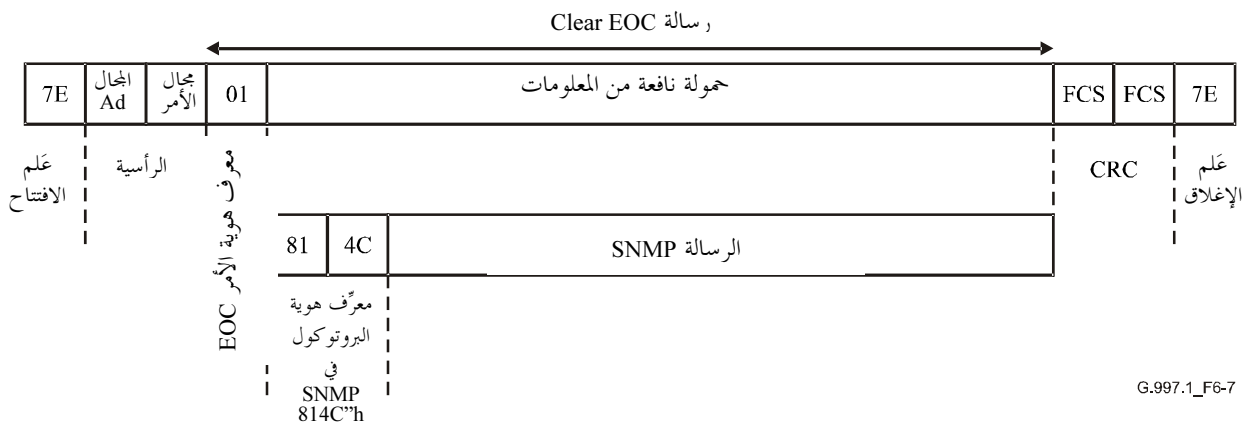 رسالة Clear EOC
7E
المجال Ad
مجال الأمر
01
حمولة نافعة من المعلومات
FCS
FCS
7E
عَلم الافتتاح
الرأسية
معرف هوية الأمر EOC
CRC
عَلم الإغلاق
81
4C
الرسالة SNMP
معرِّف هوية
البروتوكول
في
SNMP
814C"h
G.997.1_F6-7